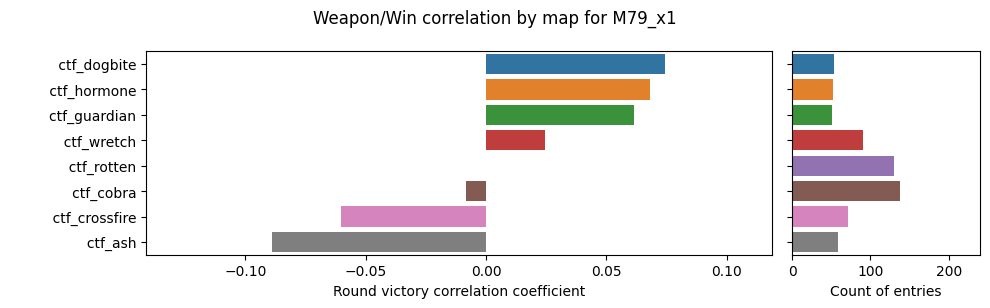 Weapon/Win correlation by map for M79_x1
ctf_dogbite
ctf_hormone
ctf_guardian
ctf_wretch
ctf_rotten
ctf_cobra
ctf_crossfire
ctf_ash
−0.10 −0.05 0.00 0.05 0.10
Round victory correlation coefficient
0 100 200
Count of entries